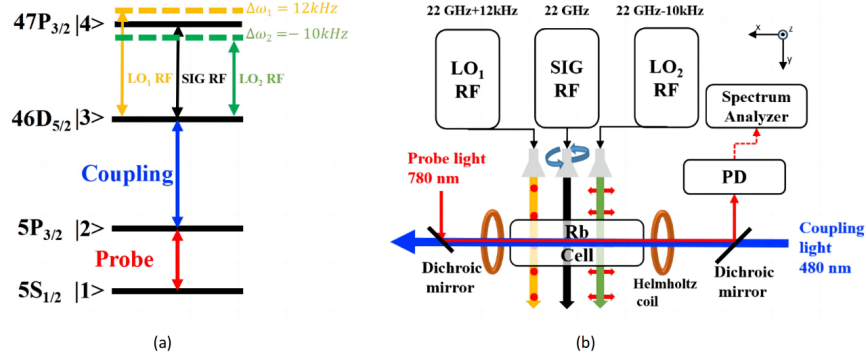 47P3/2 |4>
Δω1 = 12kHz
Δω2 = − 10kHz
LO1 RF
SIG RF
LO2 RF
46D5/2 |3>
Coupling
5P3/2 |2>
Probe
5S1/2 |1>
(a)
22 GHz+12kHz
22 GHz
22 GHz-10kHz
LO1
RF
SIG
RF
LO2
RF
x
z
y
Spectrum
Analyzer
PD
Probe light
780 nm
Rb
Cell
Dichroic
mirror
Helmholtz
coil
Dichroic
mirror
Coupling
light
480 nm
(b)